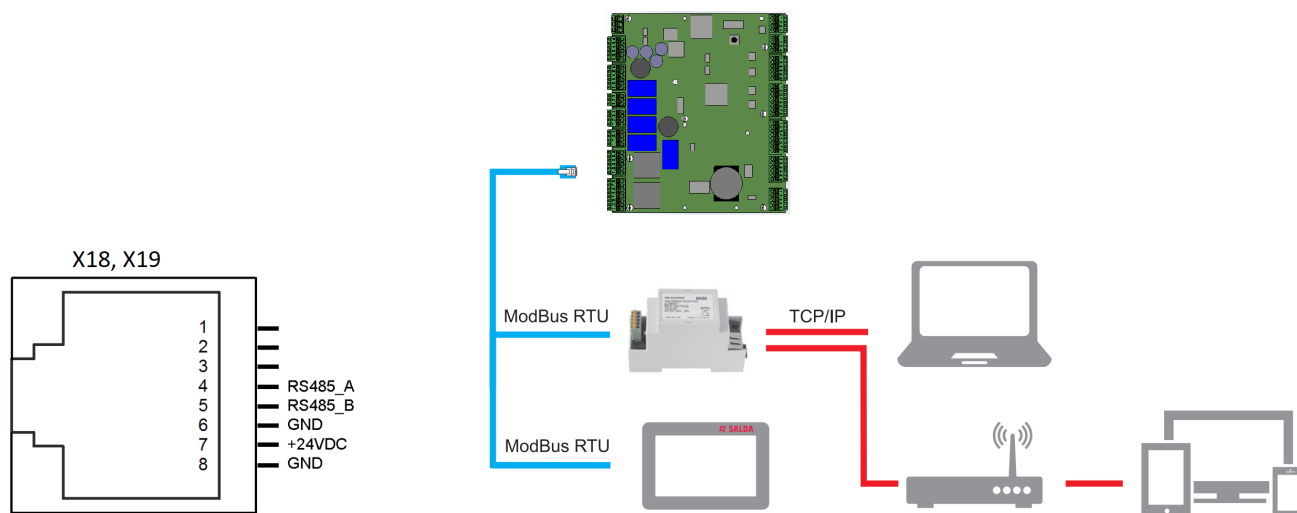 X18, X19
1
2
3
4 RS485_A
5 RS485_B
6 GND
7 +24VDC
8 GND
ModBus RTU
TCP/IP
SALDA
ModBus RTU